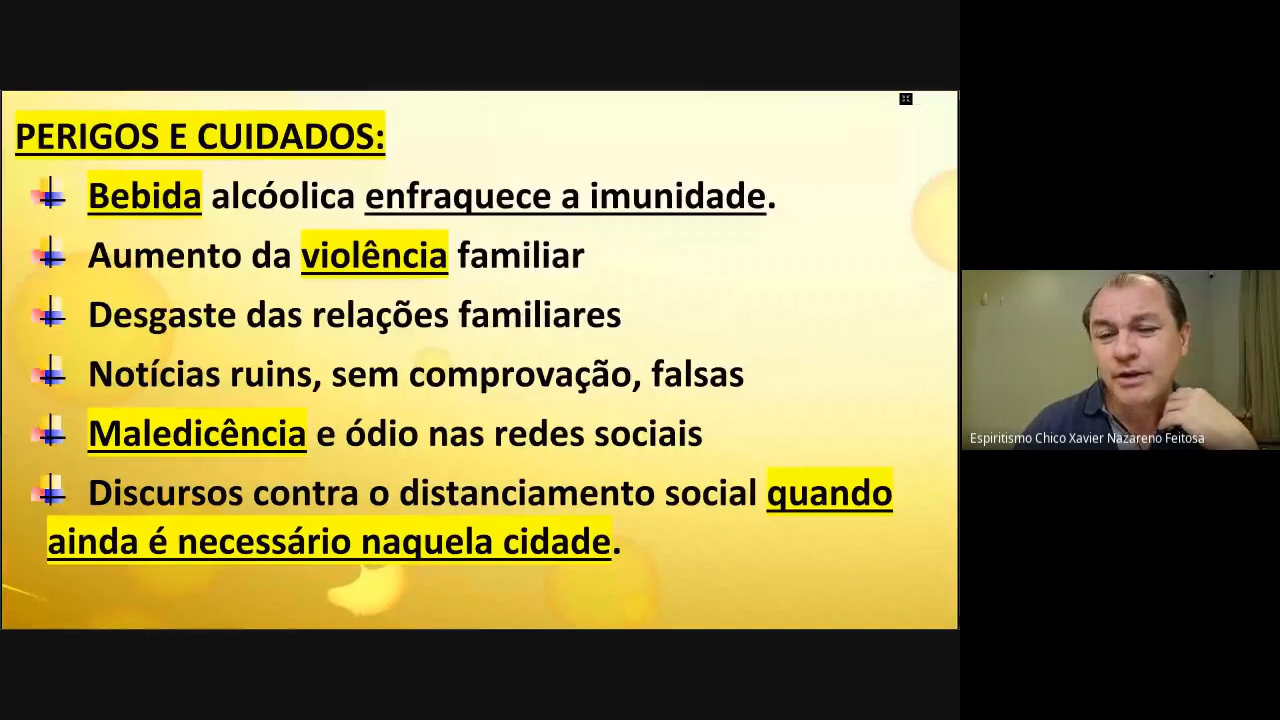 PERIGOS E CUIDADOS:
Bebida alcóolica enfraquece a imunidade.
Aumento da violência familiar
Desgaste das relações familiares
Notícias ruins, sem comprovação, falsas
Maledicência e ódio nas redes sociais
Discursos contra o distanciamento social quando
ainda é necessário naquela cidade.
Espiritismo Chico Xavier Nazareno Feitosa